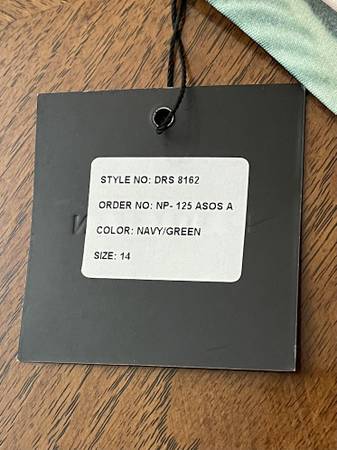 STYLE NO: DRS 8162
ORDER NO: NP- 125 ASOS A
COLOR: NAVY/GREEN
SIZE: 14